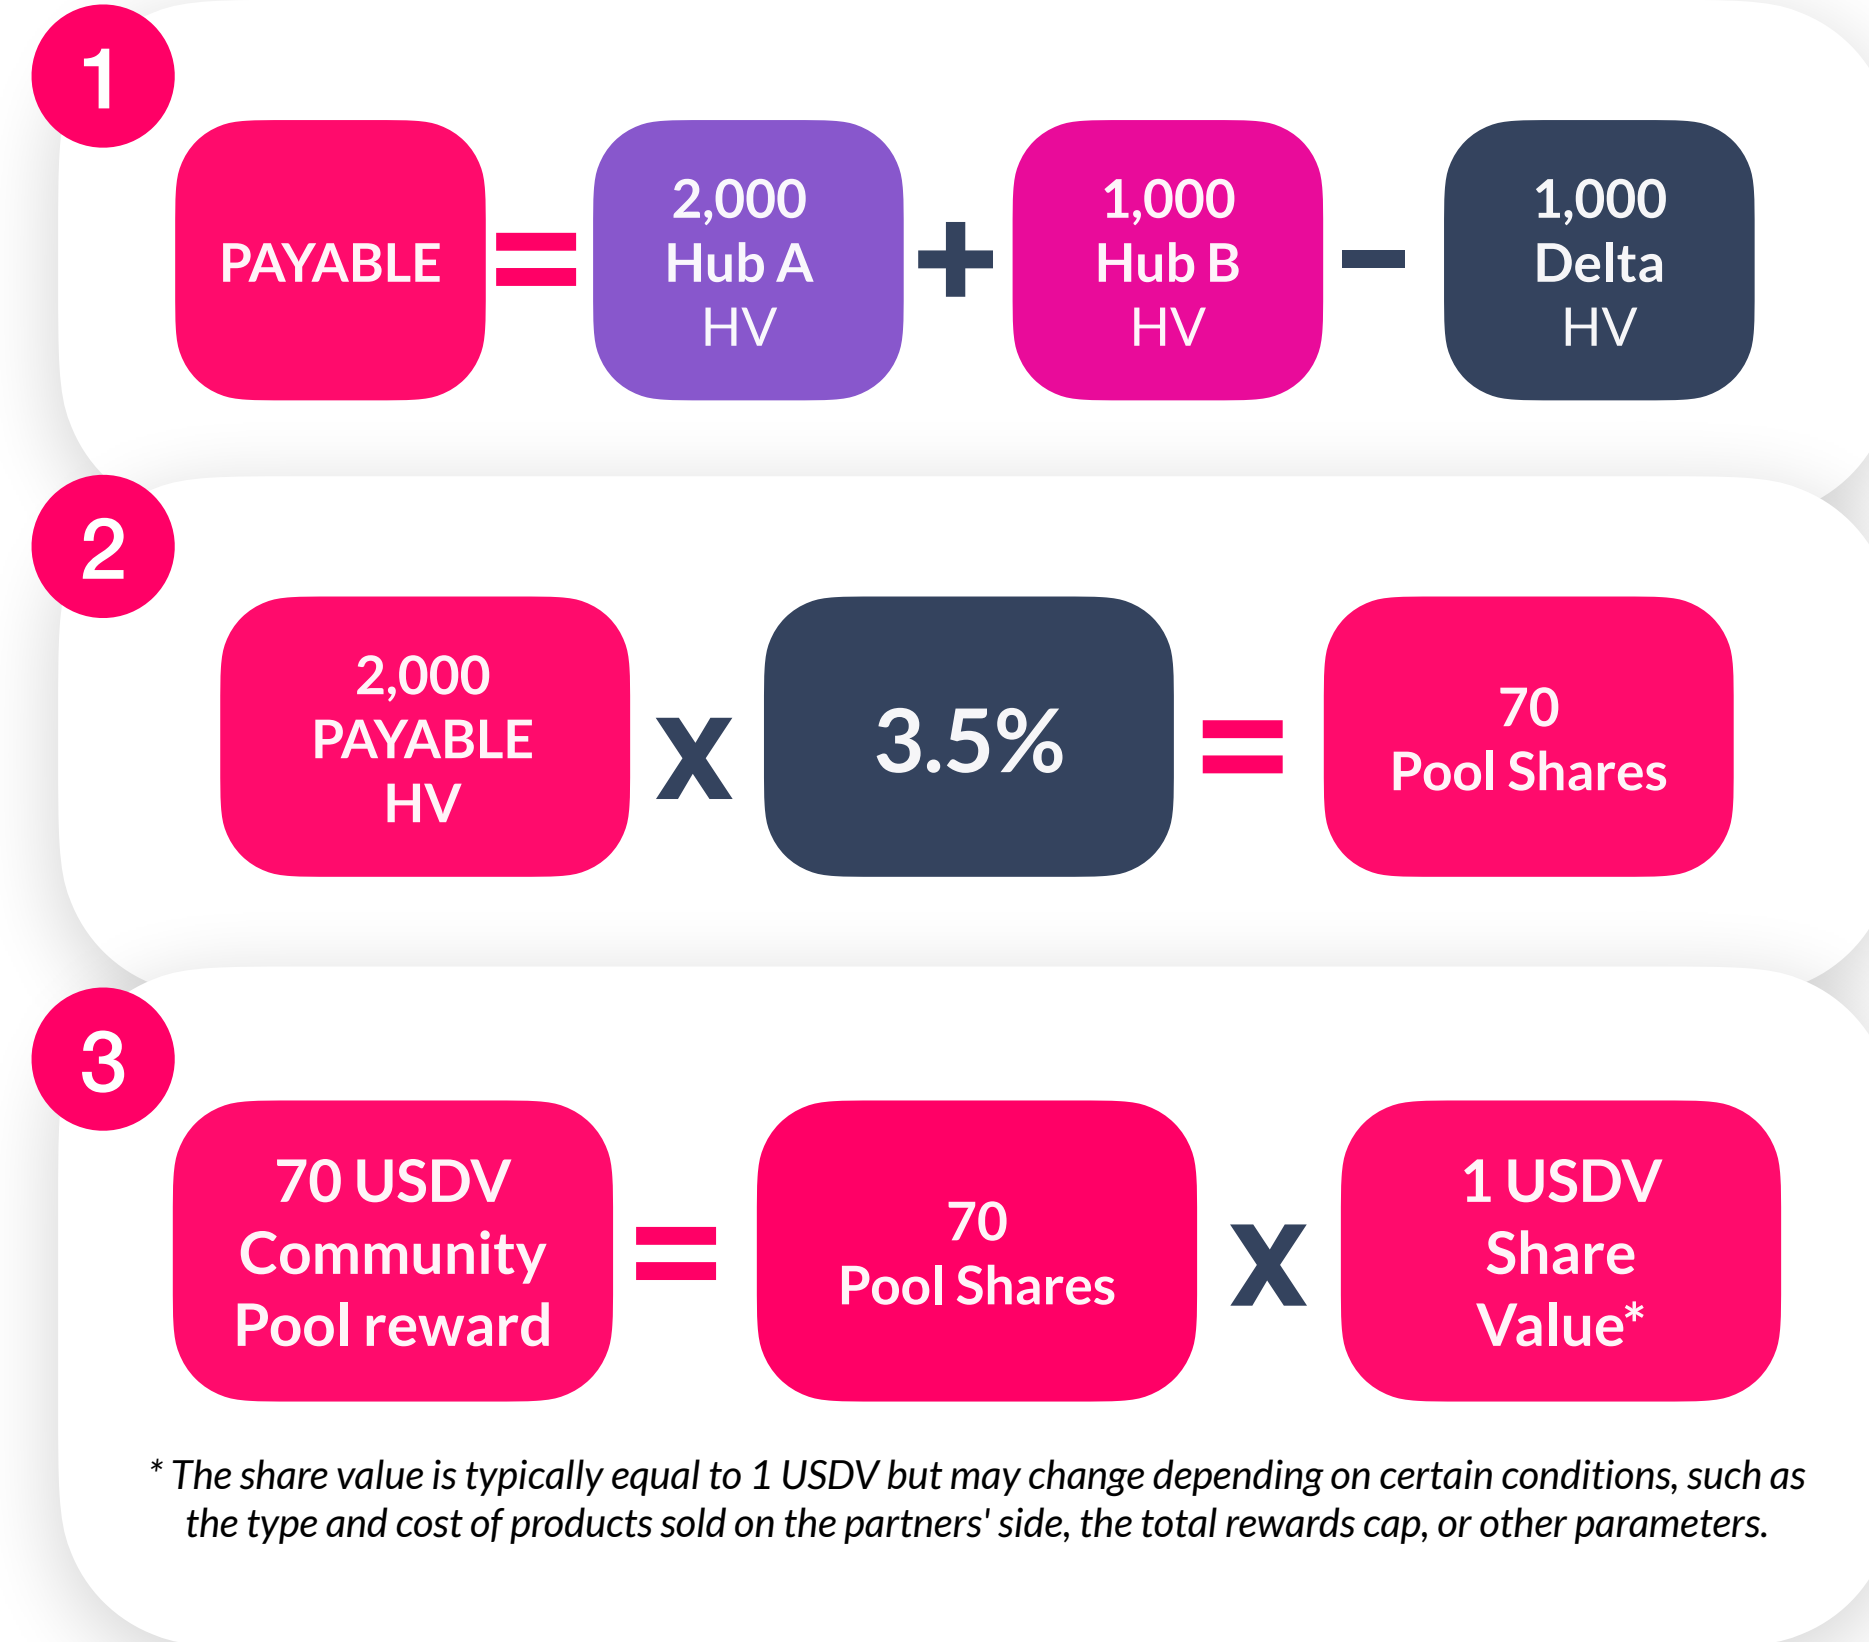 1
PAYABLE
=
2,000
Hub A
HV
+
1,000
Hub B
HV
−
1,000
Delta
HV
2
2,000
PAYABLE
HV
x
3.5%
=
70
Pool Shares
3
70 USDV
Community
Pool reward
=
70
Pool Shares
x
1 USDV
Share
Value*
* The share value is typically equal to 1 USDV but may change depending on certain conditions, such as
the type and cost of products sold on the partners' side, the total rewards cap, or other parameters.